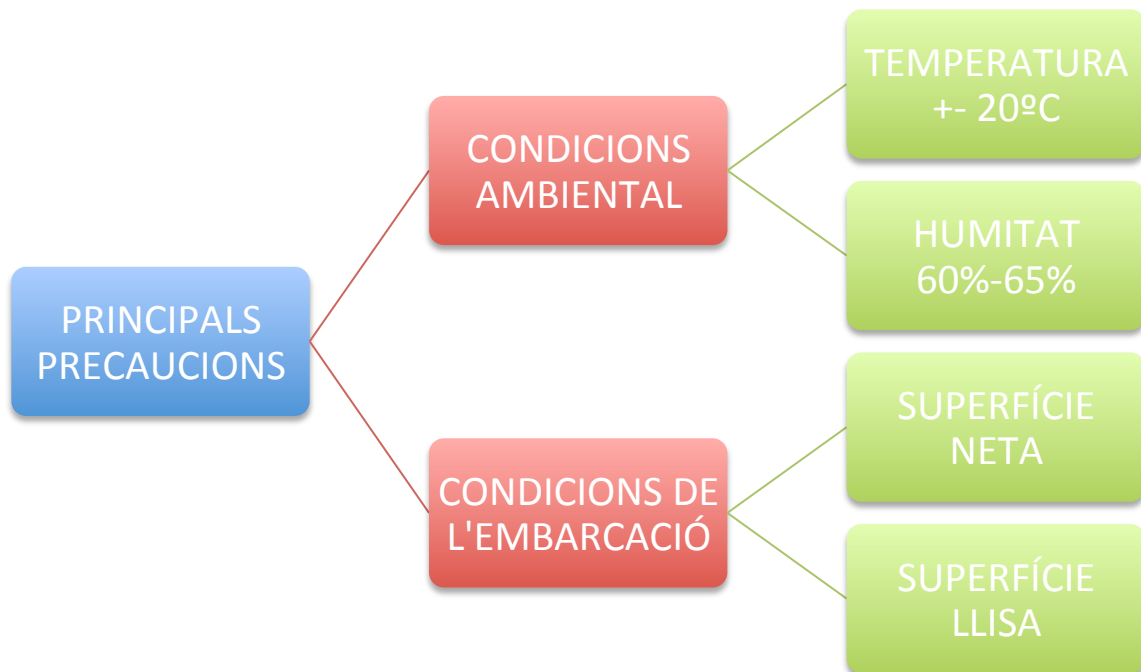 PRINCIPALS
PRECAUCIONS
CONDICIONS
AMBIENTAL
TEMPERATURA
+- 20ºC
HUMITAT
60%-65%
CONDICIONS DE
L'EMBARCACIÓ
SUPERFÍCIE
NETA
SUPERFÍCIE
LLISA